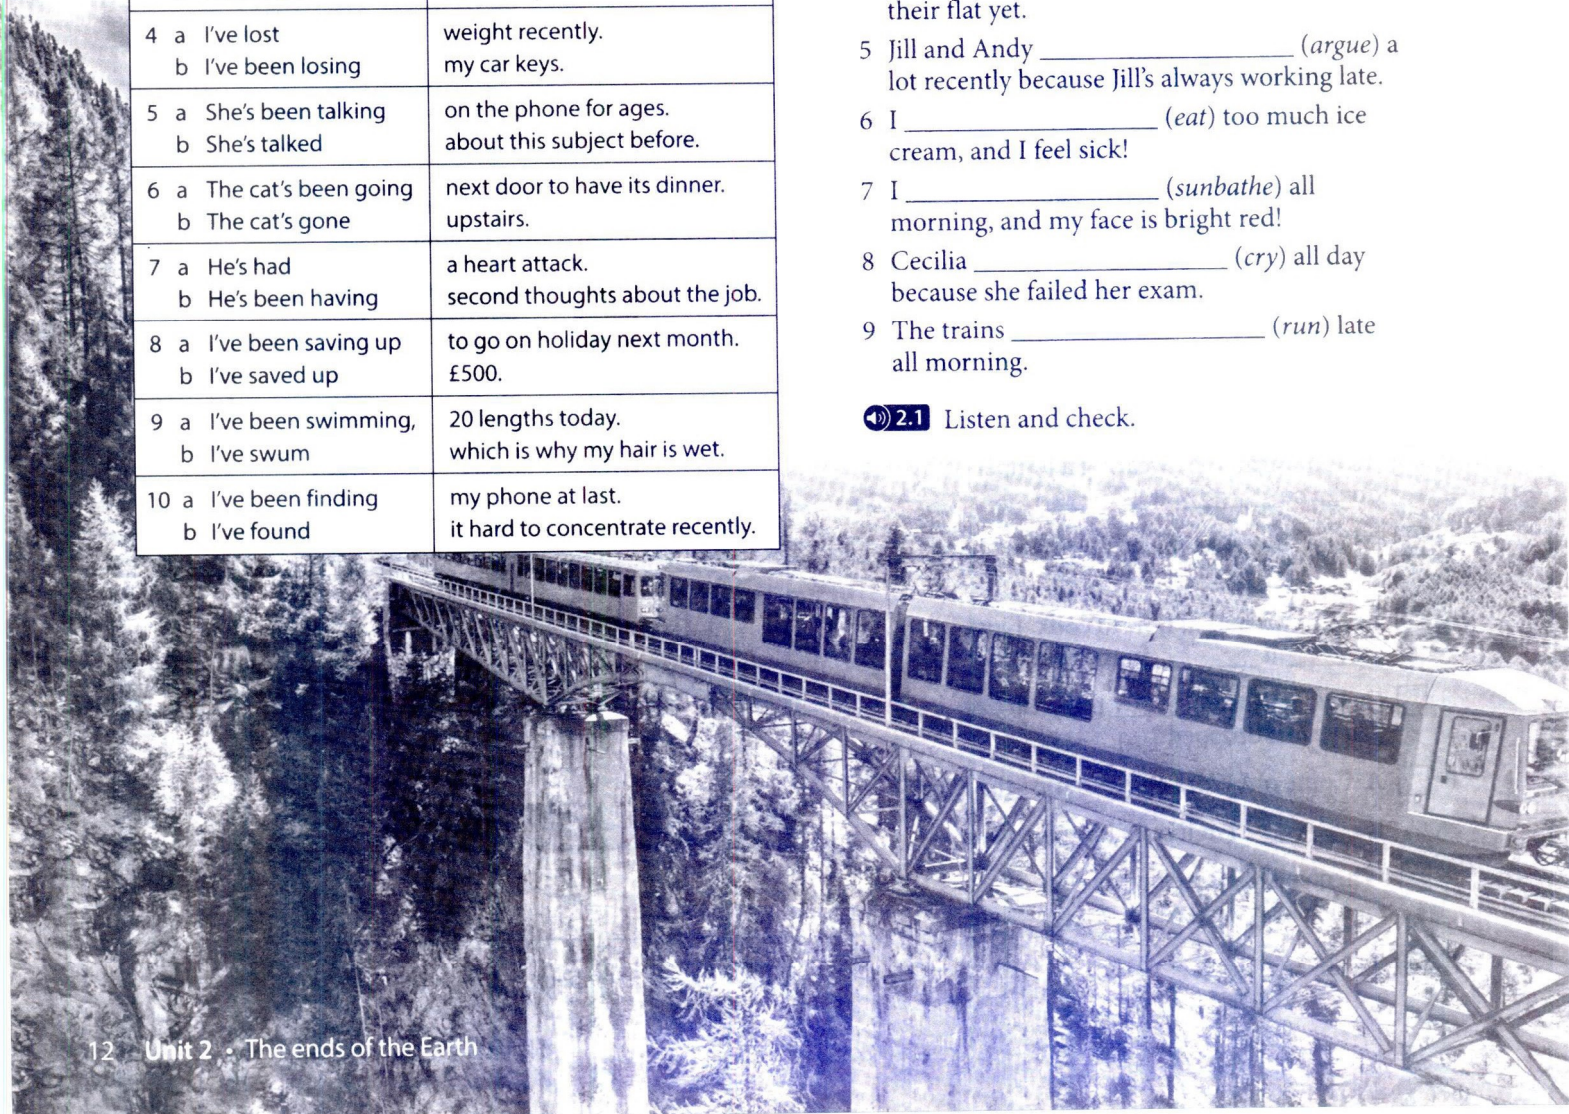 4 a I've lost
b I've been losing
weight recently.
my car keys.
5 a She's been talking
b She's talked
on the phone for ages.
about this subject before.
6 a The cat's been going
b The cat's gone
next door to have its dinner.
upstairs.
7 a He's had
b He's been having
a heart attack.
second thoughts about the job.
8 a I've been saving up
b I've saved up
to go on holiday next month.
£500.
9 a I've been swimming,
b I've swum
20 lengths today.
which is why my hair is wet.
10 a I've been finding
b I've found
my phone at last.
it hard to concentrate recently.
their flat yet.
5 Jill and Andy ____________ (argue) a
lot recently because Jill's always working late.
6 I ____________ (eat) too much ice
cream, and I feel sick!
7 I ____________ (sunbathe) all
morning, and my face is bright red!
8 Cecilia ____________ (cry) all day
because she failed her exam.
9 The trains ____________ (run) late
all morning.
2.1 Listen and check.
12 Unit 2 • The ends of the Earth